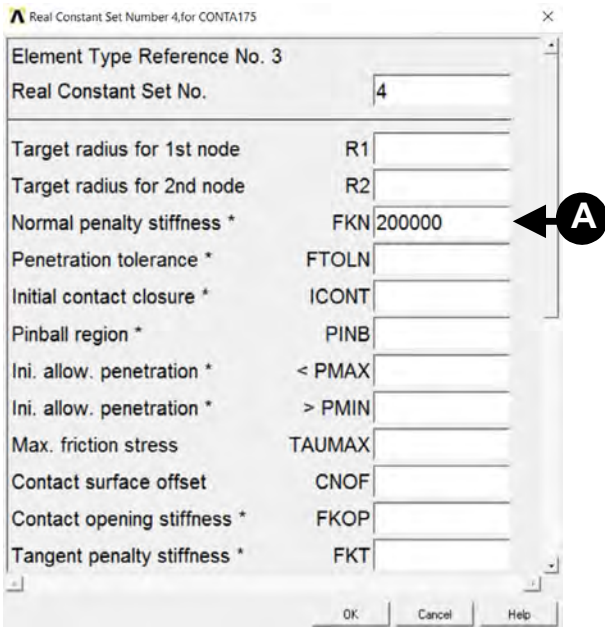 Real Constant Set Number 4,for CONTA175
Element Type Reference No. 3
Real Constant Set No. 4
Target radius for 1st node R1
Target radius for 2nd node R2
Normal penalty stiffness * FKN 200000
A
Penetration tolerance * FTOLN
Initial contact closure * ICONT
Pinball region * PINB
Ini. allow. penetration * < PMAX
Ini. allow. penetration * > PMIN
Max. friction stress TAUMAX
Contact surface offset CNOF
Contact opening stiffness * FKOP
Tangent penalty stiffness * FKT
OK Cancel Help